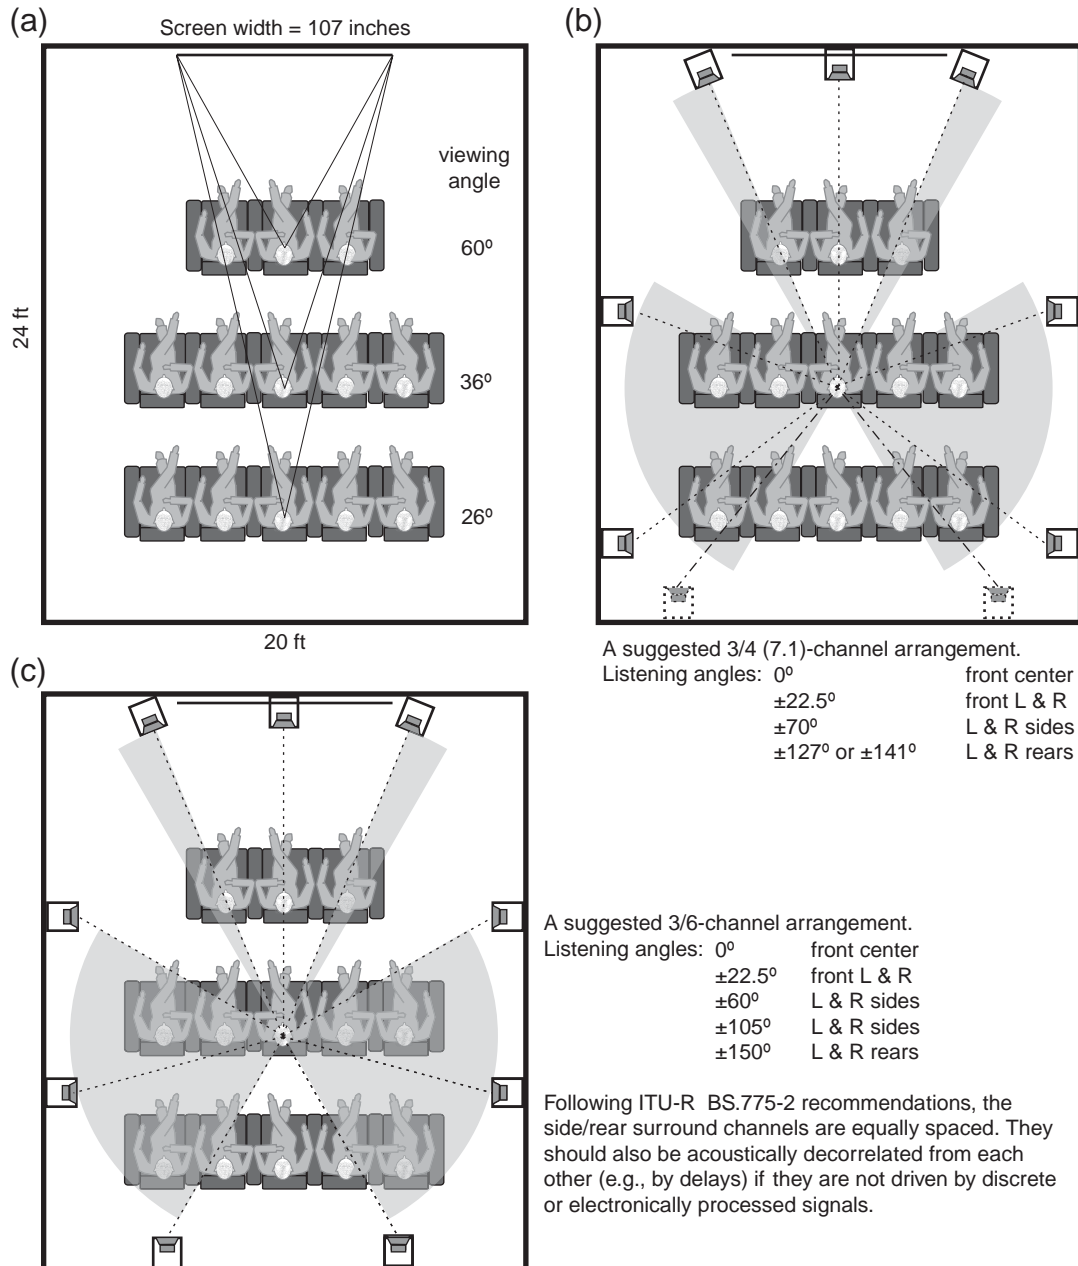 (a)
Screen width = 107 inches
viewing
angle
60º
36º
26º
24 ft
20 ft
(b)
A suggested 3/4 (7.1)-channel arrangement.
Listening angles: 0º front center
±22.5º front L & R
±70º L & R sides
±127º or ±141º L & R rears
(c)
A suggested 3/6-channel arrangement.
Listening angles: 0º front center
±22.5º front L & R
±60º L & R sides
±105º L & R sides
±150º L & R rears
Following ITU-R BS.775-2 recommendations, the
side/rear surround channels are equally spaced. They
should also be acoustically decorrelated from each
other (e.g., by delays) if they are not driven by discrete
or electronically processed signals.